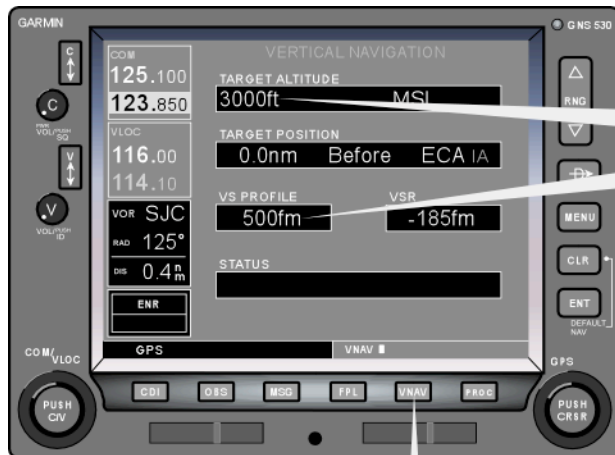 GARMIN
GNS 530
C
C
PWR
VOL/PUSH
SQ
V
V
VOL/PUSH
ID
COM
125.100
123.850
VLOC
116.00
114.10
VOR SJC
RAD 125°
DIS 0.4 nm
ENR
GPS
VERTICAL NAVIGATION
TARGET ALTITUDE
3000ft MSL
TARGET POSITION
0.0nm Before ECA IA
VS PROFILE VSR
500fm -185fm
STATUS
VNAV
RNG
D
MENU
CLR
ENT
DEFAULT
NAV
COM/
VLOC
PUSH
C/V
CDI OBS MSG FPL VNAV PROC
GPS
PUSH
CRSR